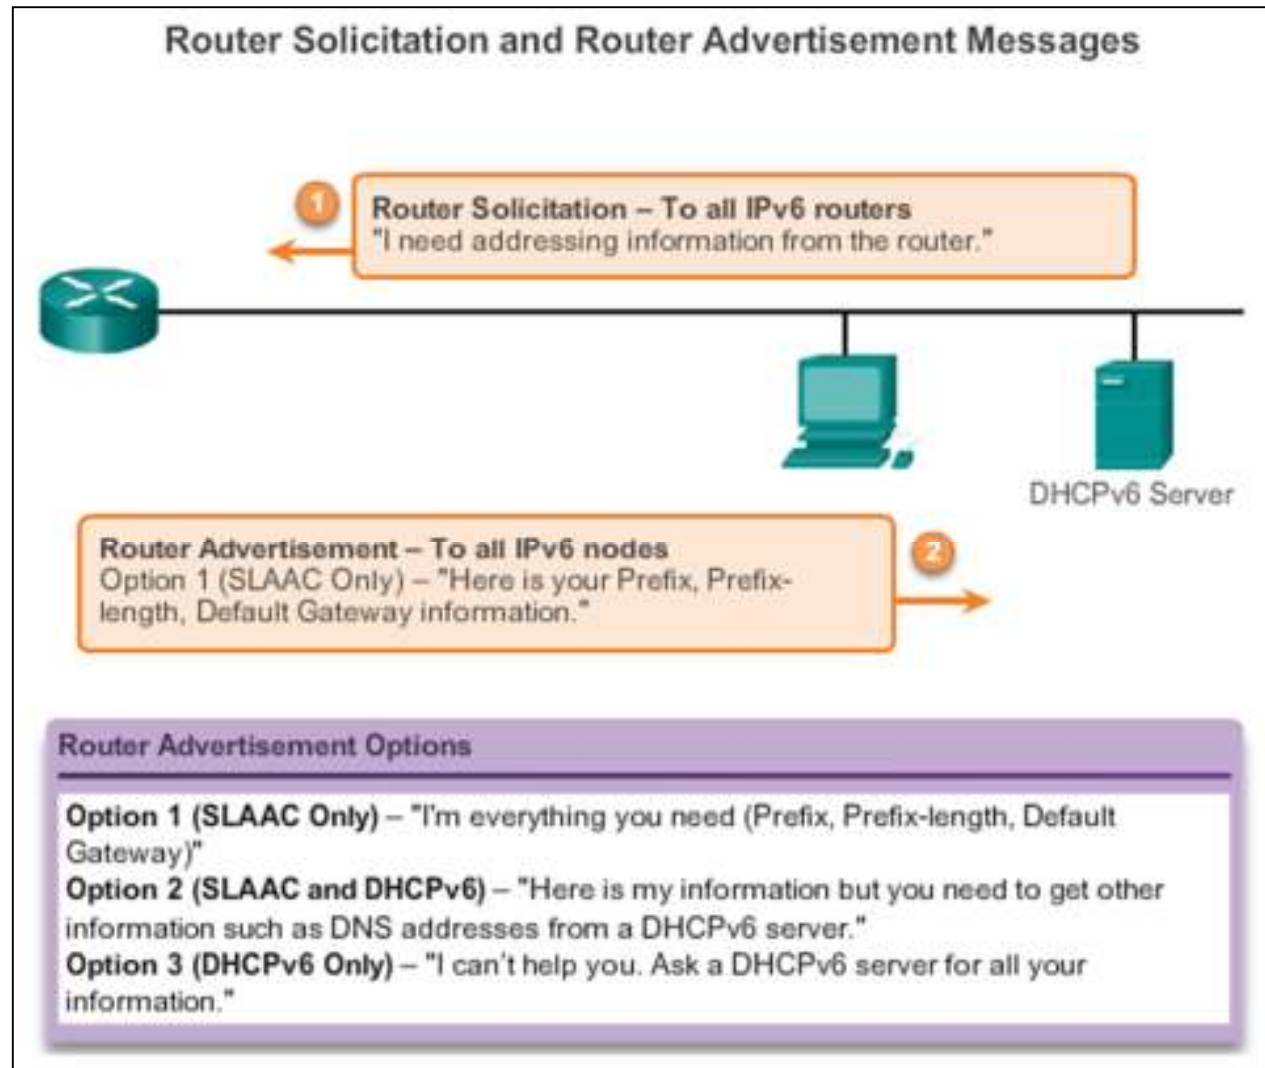 Router Solicitation and Router Advertisement Messages
1
Router Solicitation – To all IPv6 routers
"I need addressing information from the router."
DHCPv6 Server
Router Advertisement – To all IPv6 nodes
Option 1 (SLAAC Only) – "Here is your Prefix, Prefix-
length, Default Gateway information."
2
Router Advertisement Options
Option 1 (SLAAC Only) – "I'm everything you need (Prefix, Prefix-length, Default
Gateway)"
Option 2 (SLAAC and DHCPv6) – "Here is my information but you need to get other
information such as DNS addresses from a DHCPv6 server."
Option 3 (DHCPv6 Only) – "I can't help you. Ask a DHCPv6 server for all your
information."